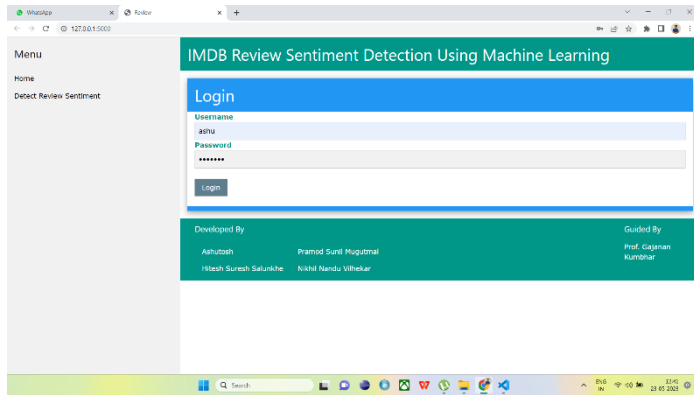 WhatsApp
Review
127.0.0.1:5000
Menu
Home
Detect Review Sentiment
IMDB Review Sentiment Detection Using Machine Learning
Login
Username
ashu
Password
•••••••
Login
Developed By
Guided By
Ashutosh
Pramod Sunil Mugutmal
Prof. Gajanan
Kumbhar
Hitesh Suresh Salunkhe
Nikhil Nandu Vilhekar
Search
ENG
IN
12:41
23 05 2023